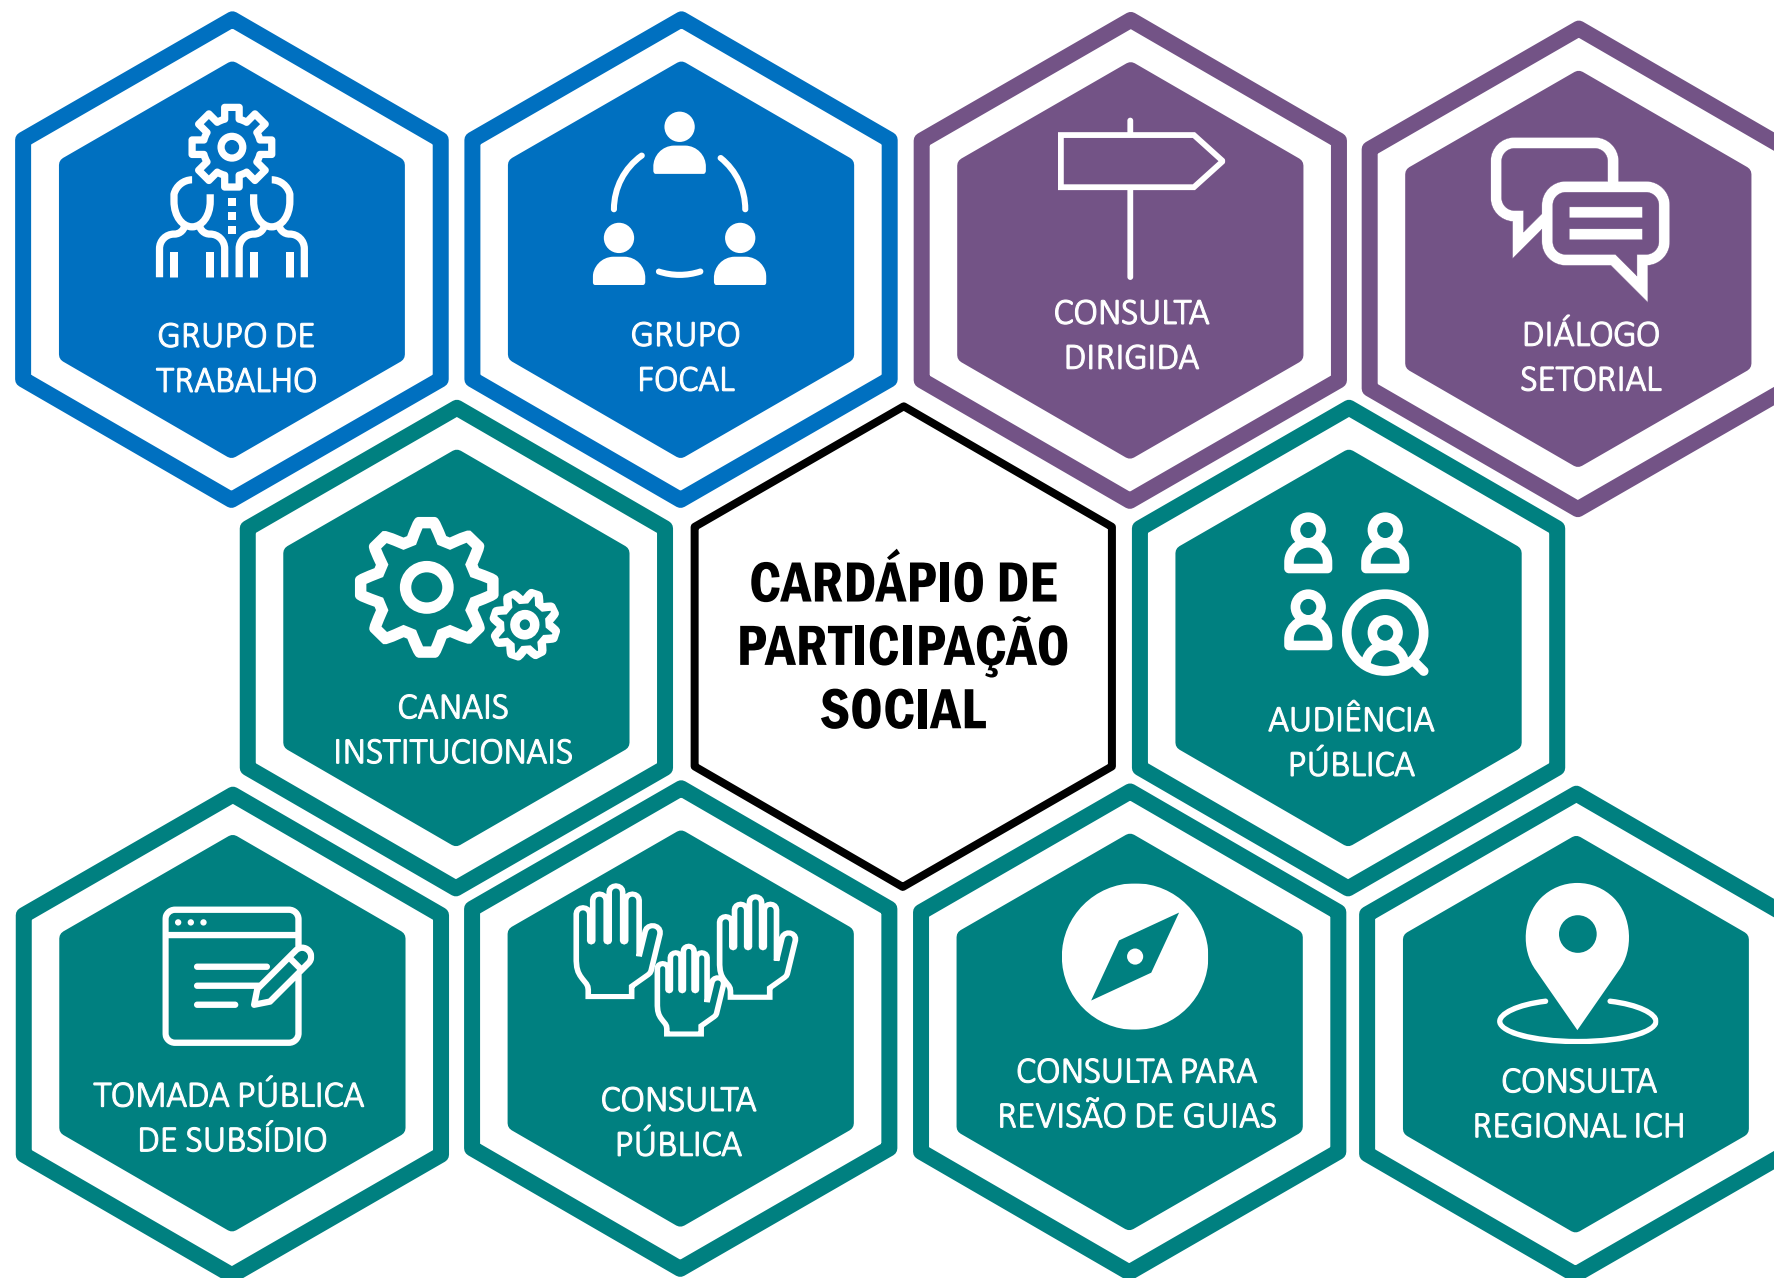 GRUPO DE
TRABALHO
GRUPO
FOCAL
CONSULTA
DIRIGIDA
DIÁLOGO
SETORIAL
CANAIS
INSTITUCIONAIS
CARDÁPIO DE
PARTICIPAÇÃO
SOCIAL
AUDIÊNCIA
PÚBLICA
TOMADA PÚBLICA
DE SUBSÍDIO
CONSULTA
PÚBLICA
CONSULTA PARA
REVISÃO DE GUIAS
CONSULTA
REGIONAL ICH